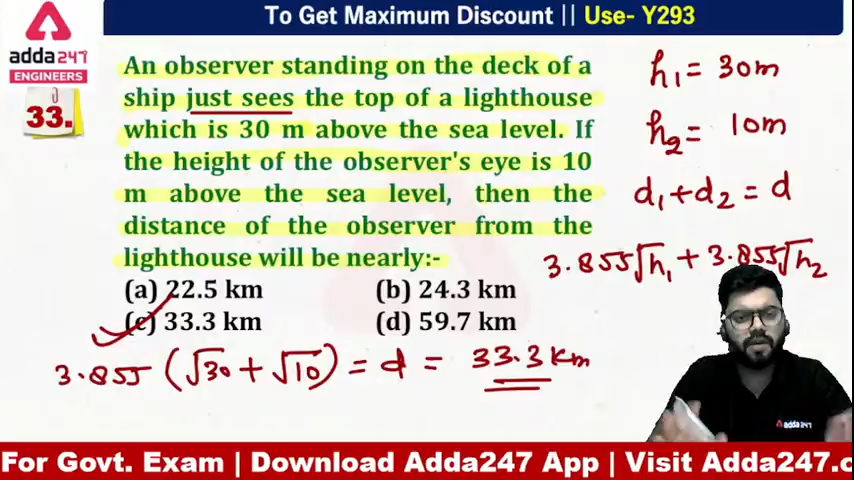 To Get Maximum Discount || Use- Y293
adda247
ENGINEERS
33.
An observer standing on the deck of a
ship just sees the top of a lighthouse
which is 30 m above the sea level. If
the height of the observer's eye is 10
m above the sea level, then the
distance of the observer from the
lighthouse will be nearly:-
(a) 22.5 km
(b) 24.3 km
(c) 33.3 km
(d) 59.7 km
h₁ = 30m
h₂ = 10m
d₁+d₂ = d
3.855√h₁ + 3.855√h₂
3.855 (√30 + √10) = d = 33.3 km
adda247
For Govt. Exam | Download Adda247 App | Visit Adda247.c